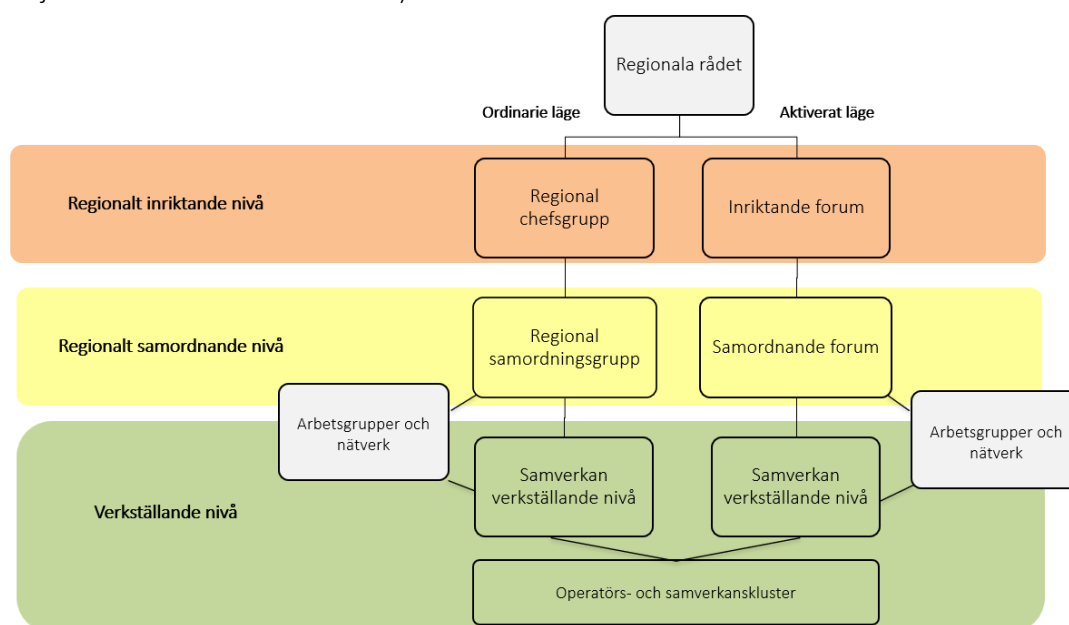 Regionala rådet
Ordinarie läge
Aktiverat läge
Regionalt inriktande nivå
Regional
chefsgrupp
Inriktande forum
Regionalt samordnande nivå
Regional
samordningsgrupp
Samordnande forum
Arbetsgrupper och
nätverk
Arbetsgrupper och
nätverk
Verkställande nivå
Samverkan
verkställande nivå
Samverkan
verkställande nivå
Operatörs- och samverkanskluster